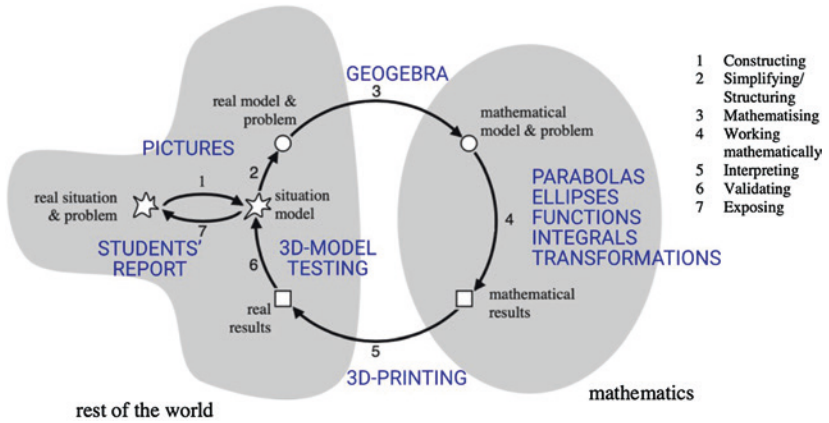 GEOGEBRA
3
real model &
problem
mathematical
model & problem
PICTURES
2
1
real situation
& problem
situation
model
7
STUDENTS'
REPORT
3D-MODEL
TESTING
6
PARABOLAS
ELLIPSES
FUNCTIONS
INTEGRALS
TRANSFORMATIONS
4
real
results
mathematical
results
5
3D-PRINTING
rest of the world
mathematics
1 Constructing
2 Simplifying/
Structuring
3 Mathematising
4 Working
mathematically
5 Interpreting
6 Validating
7 Exposing